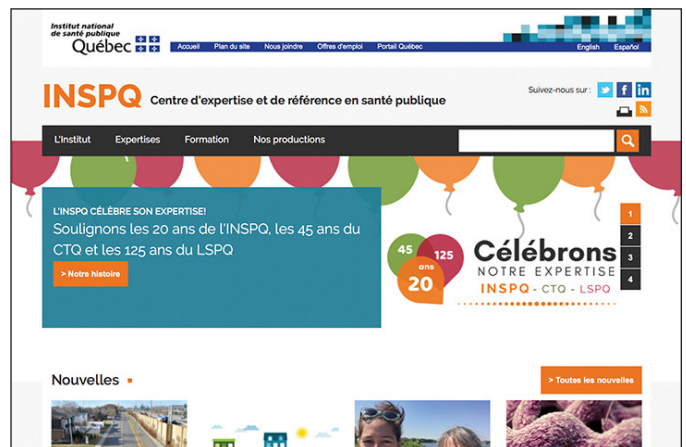 Institut national
de santé publique
Québec
Accueil Plan du site Nous joindre Offres d'emploi Portail Québec English Español
INSPQ Centre d'expertise et de référence en santé publique
Suivez-nous sur :
L'Institut Expertises Formation Nos productions
L'INSPQ CÉLÈBRE SON EXPERTISE!
Soulignons les 20 ans de l'INSPQ, les 45 ans du
CTQ et les 125 ans du LSPQ
> Notre histoire
45 125
ans
20
Célébrons
NOTRE EXPERTISE
INSPQ - CTQ - LSPQ
1
2
3
4
Nouvelles
> Toutes les nouvelles